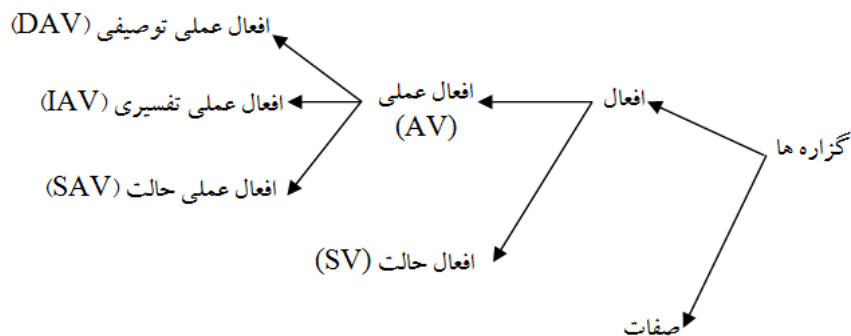 افعال عملی توصیفی (DAV)
افعال عملی تفسیری (IAV)
افعال عملی
(AV)
افعال
گزاره ها
افعال عملی حالت (SAV)
افعال حالت (SV)
صفات